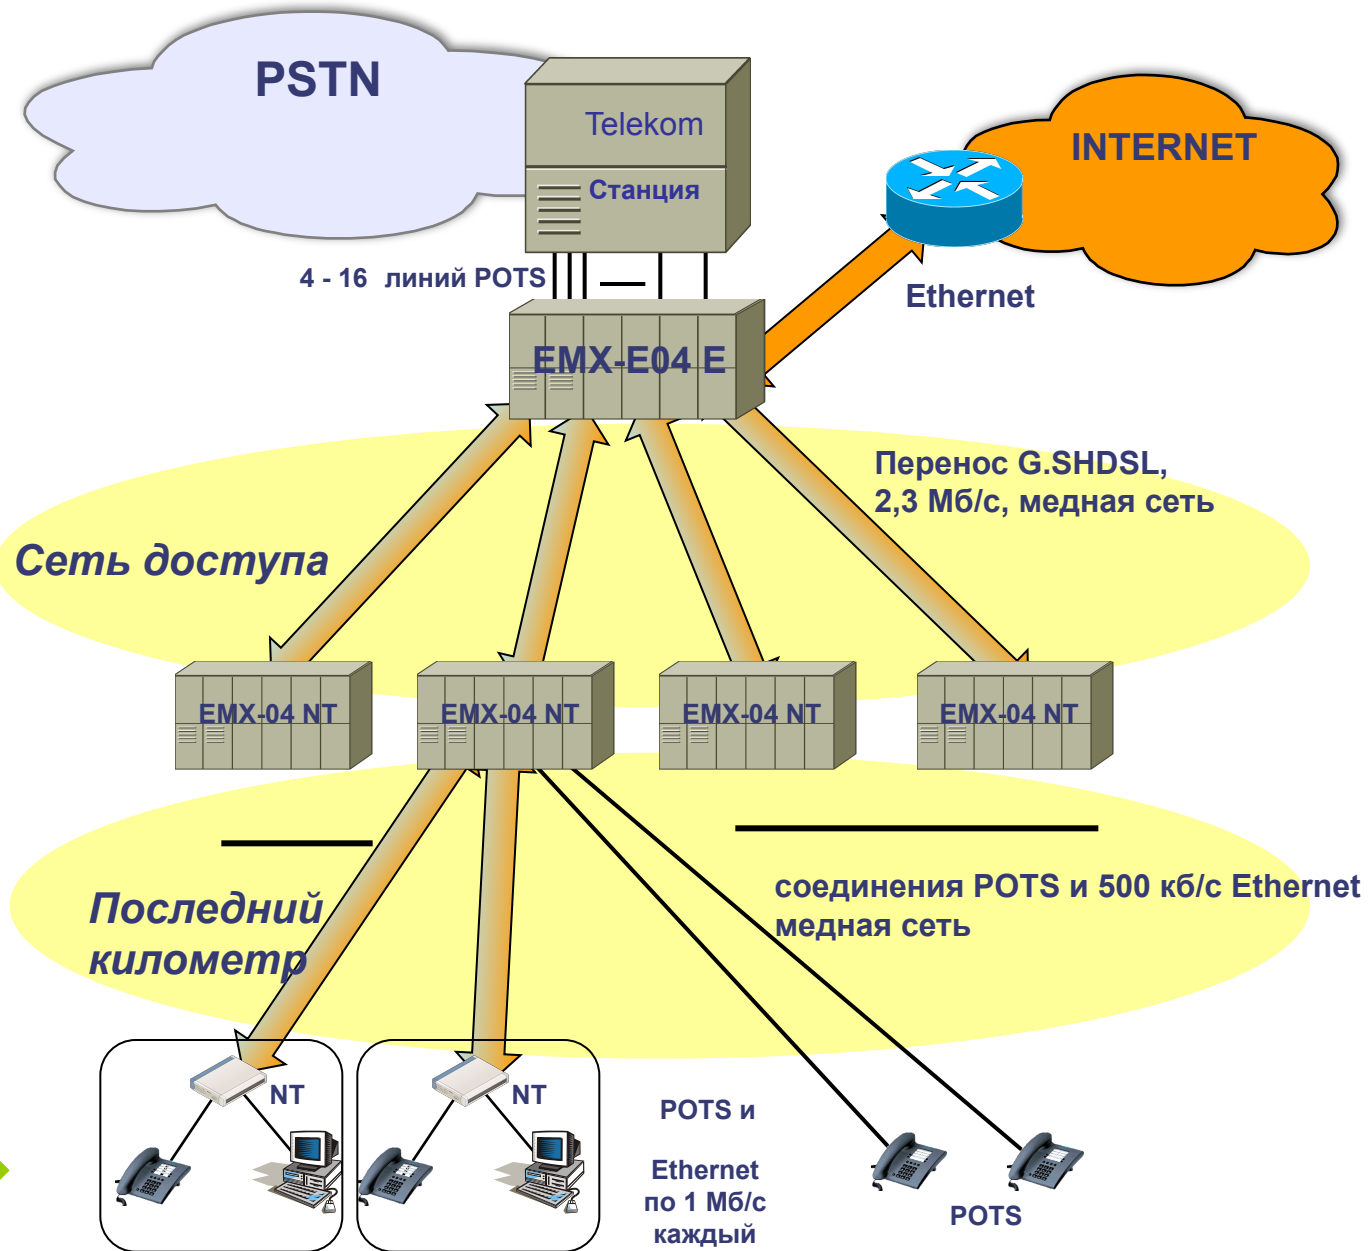 PSTN
Telekom
Станция
INTERNET
4 - 16 линий POTS
Ethernet
EMX-E04 E
Перенос G.SHDSL,
2,3 Мб/с, медная сеть
Сеть доступа
EMX-04 NT
EMX-04 NT
EMX-04 NT
EMX-04 NT
соединения POTS и 500 кб/с Ethernet
медная сеть
Последний
километр
NT
NT
POTS и
Ethernet
по 1 Мб/с
каждый
POTS